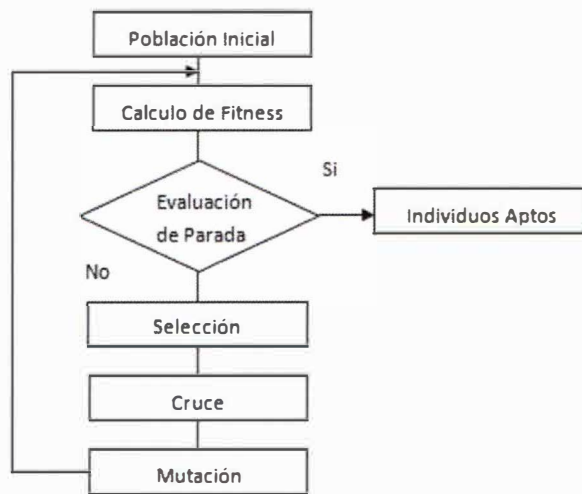 Población Inicial
Calculo de Fitness
Si
Evaluación
de Parada
Individuos Aptos
No
Selección
Cruce
Mutación